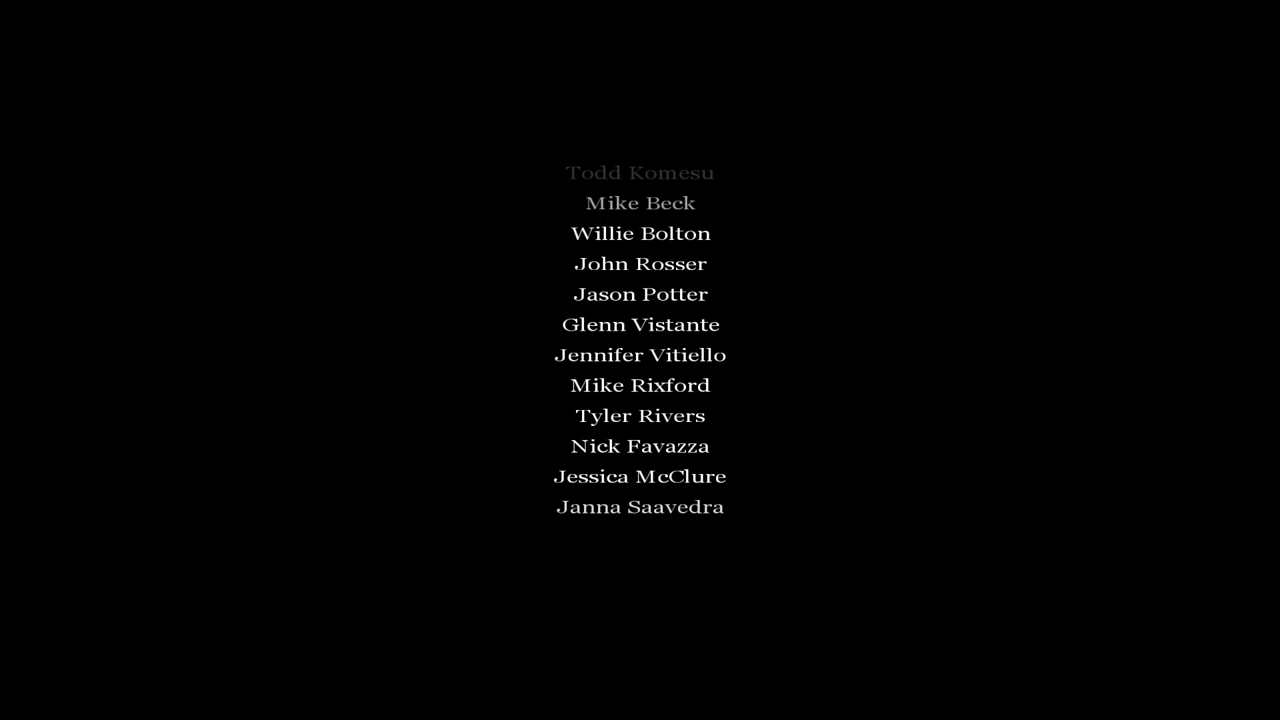 Todd Komesu
Mike Beck
Willie Bolton
John Rosser
Jason Potter
Glenn Vistante
Jennifer Vitiello
Mike Rixford
Tyler Rivers
Nick Favazza
Jessica McClure
Janna Saavedra